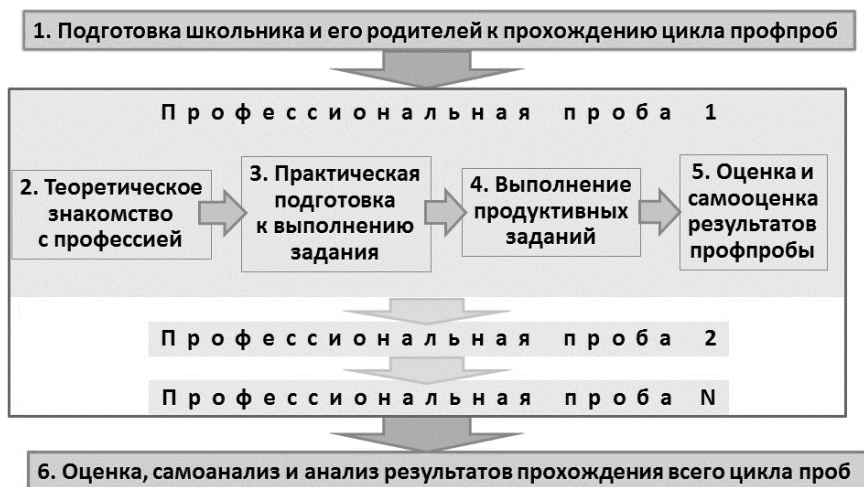 1. Подготовка школьника и его родителей к прохождению цикла профпроб
Профессиональная проба 1
2. Теоретическое
знакомство
с профессией
3. Практическая
подготовка
к выполнению
задания
4. Выполнение
продуктивных
заданий
5. Оценка и
самооценка
результатов
профпробы
Профессиональная проба 2
Профессиональная проба N
6. Оценка, самоанализ и анализ результатов прохождения всего цикла проб